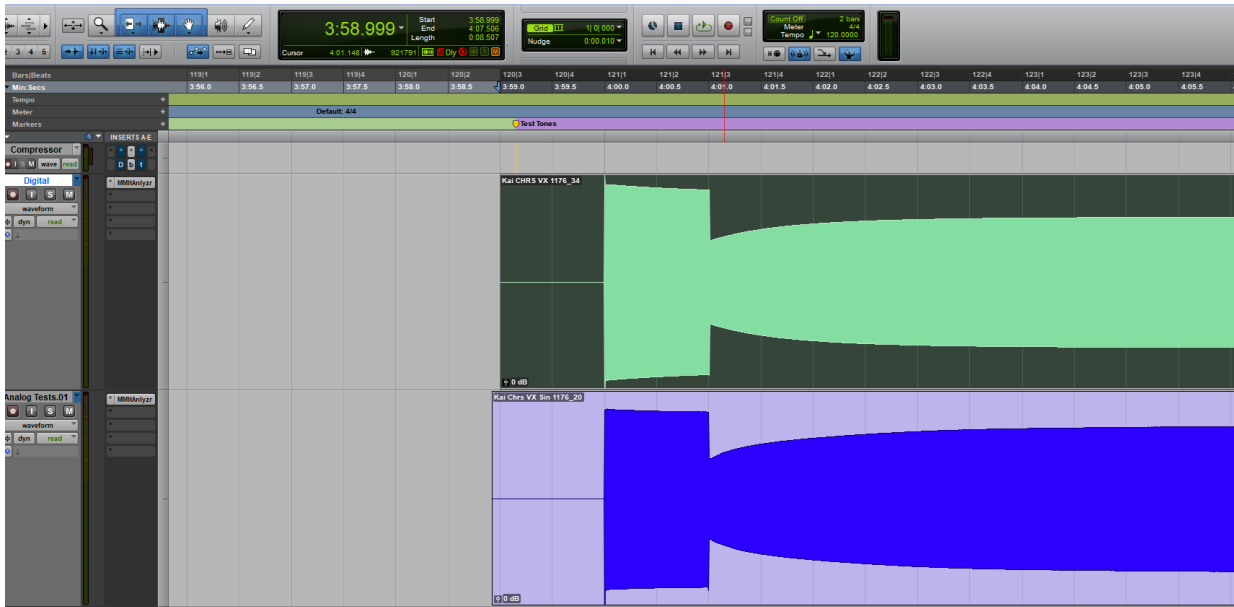 3:58.999
Start 3:58.999
End 4:07.506
Length 0:08.507
Cursor 4:01.148 921791 Dly
Grid 1| 0| 000
Nudge 0:00.010
Count Off 2 bars
Meter 4/4
Tempo 120.0000
2 3 4 5
Bars|Beats 119|1 119|2 119|3 119|4 120|1 120|2 120|3 120|4 121|1 121|2 121|3 121|4 122|1 122|2 122|3 122|4 123|1 123|2 123|3 123|4
Min:Secs 3:56.0 3:56.5 3:57.0 3:57.5 3:58.0 3:58.5 3:59.0 3:59.5 4:00.0 4:00.5 4:01.0 4:01.5 4:02.0 4:02.5 4:03.0 4:03.5 4:04.0 4:04.5 4:05.0 4:05.5
Tempo +
Meter + Default: 4/4
Markers + Test Tones
INSERTS A-E
Compressor
I S M wave read D b 1
Digital MMltAnlyzr Kai CHRS VX 1176_34
I S M
waveform
dyn read
0 dB
Analog Tests.01 MMltAnlyzr Kai Chrs VX Sin 1176_20
I S M
waveform
dyn read
0 dB